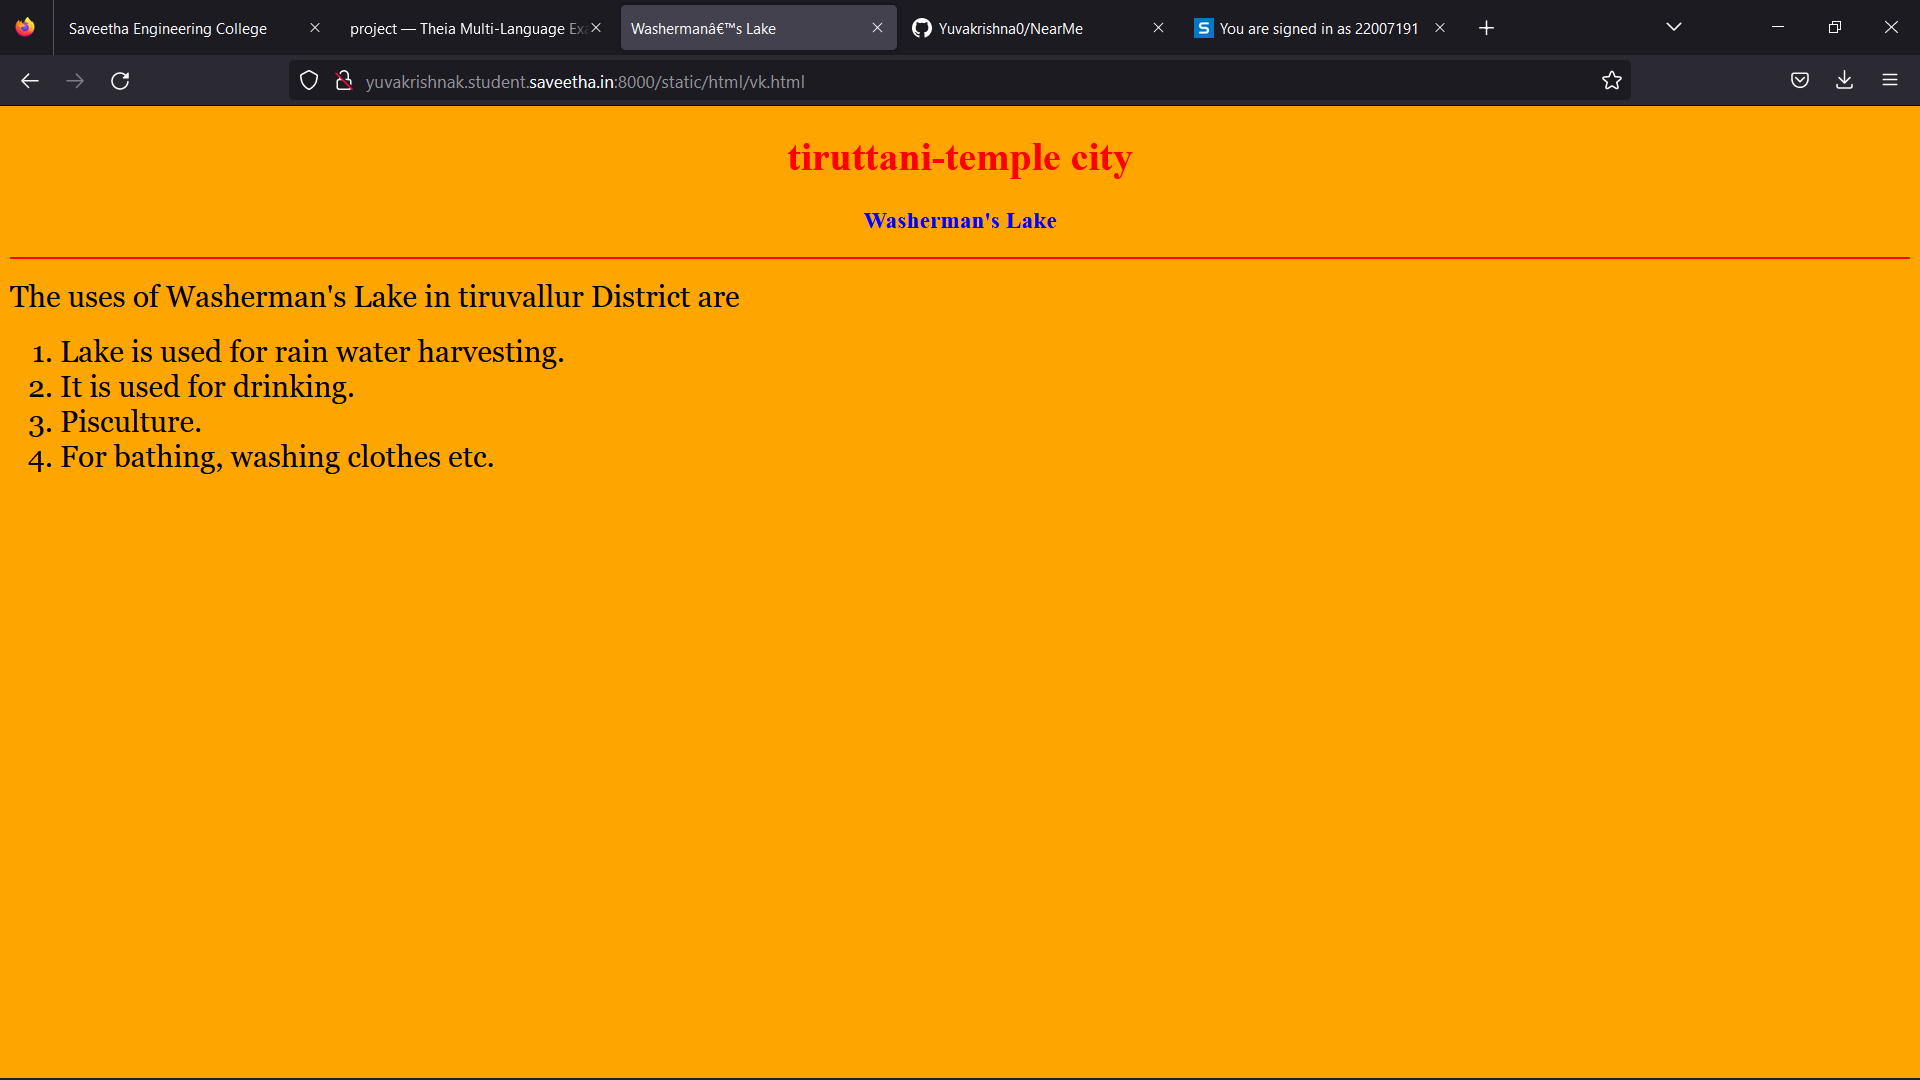 Saveetha Engineering College
project — Theia Multi-Language Exa
Washermanâ€™s Lake
Yuvakrishna0/NearMe
S You are signed in as 22007191
yuvakrishnak.student.saveetha.in:8000/static/html/vk.html
tiruttani-temple city
Washerman's Lake
The uses of Washerman's Lake in tiruvallur District are
1. Lake is used for rain water harvesting.
2. It is used for drinking.
3. Pisculture.
4. For bathing, washing clothes etc.